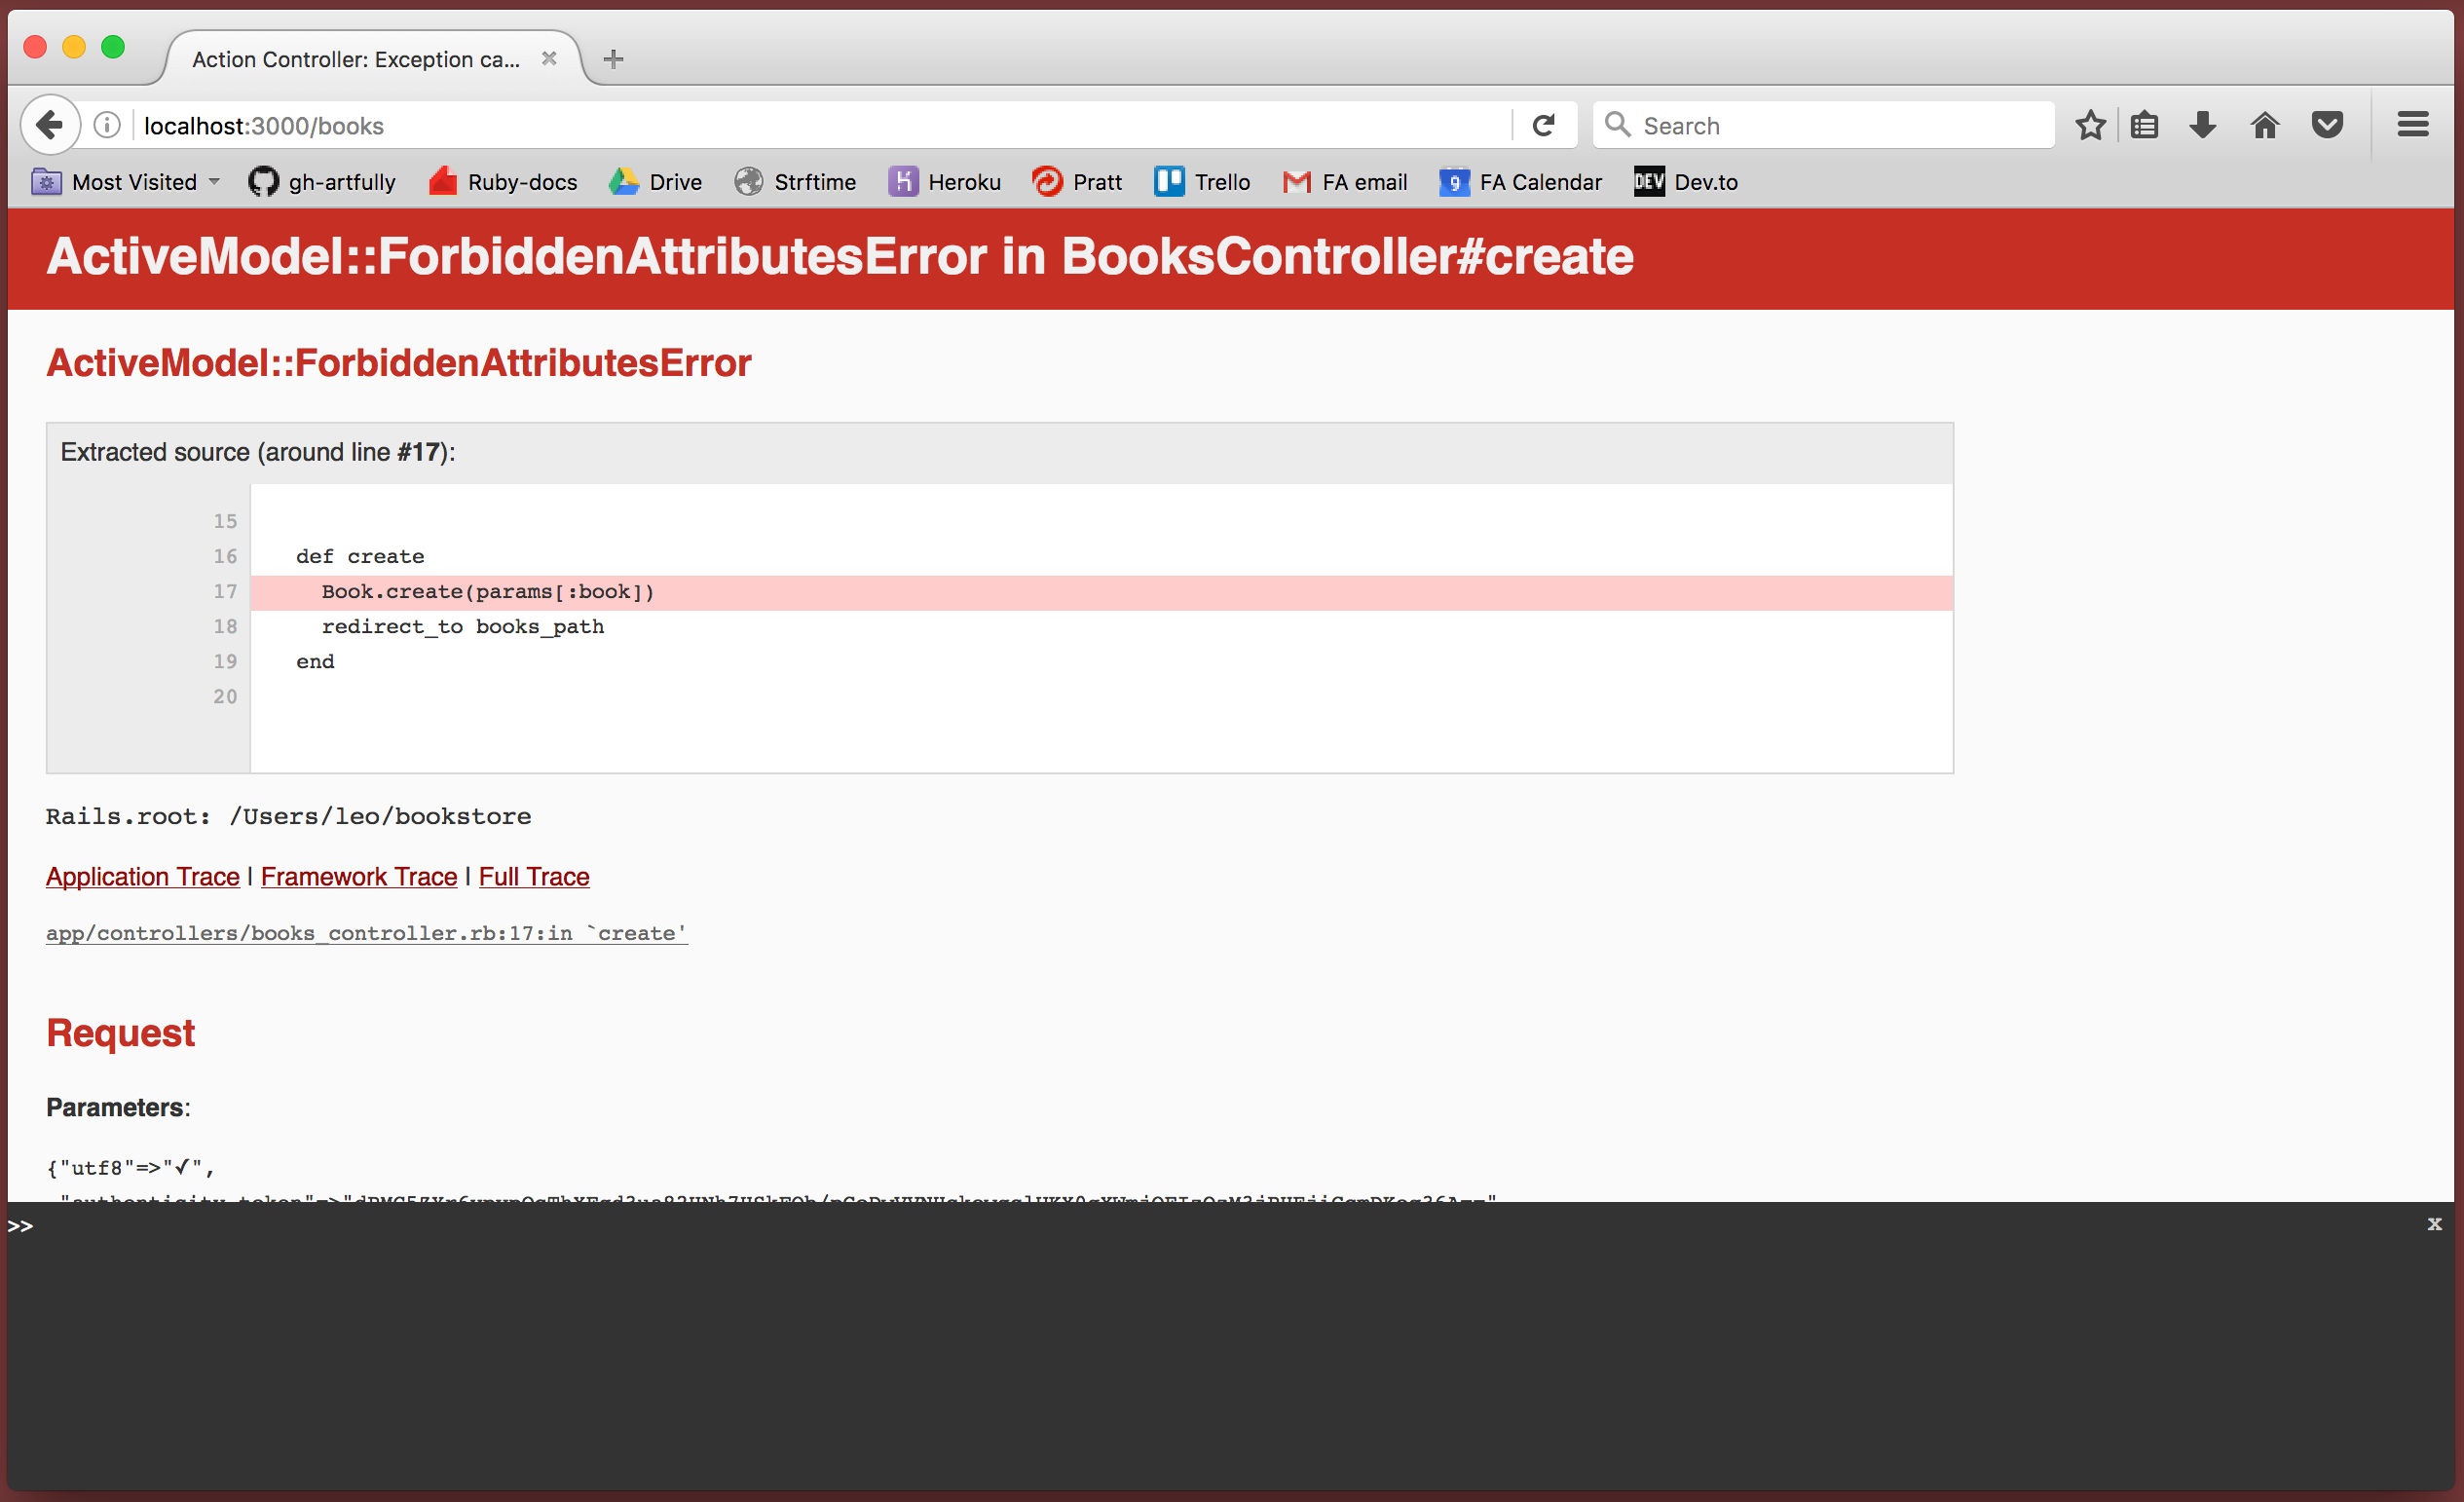 Action Controller: Exception ca...
localhost:3000/books
Search
Most Visited gh-artfully Ruby-docs Drive Strftime Heroku Pratt Trello FA email FA Calendar DEV Dev.to
ActiveModel::ForbiddenAttributesError in BooksController#create
ActiveModel::ForbiddenAttributesError
Extracted source (around line #17):
15
16 def create
17 Book.create(params[:book])
18 redirect_to books_path
19 end
20
Rails.root: /Users/leo/bookstore
Application Trace | Framework Trace | Full Trace
app/controllers/books_controller.rb:17:in `create'
Request
Parameters:
{"utf8"=>"✓",
>> x